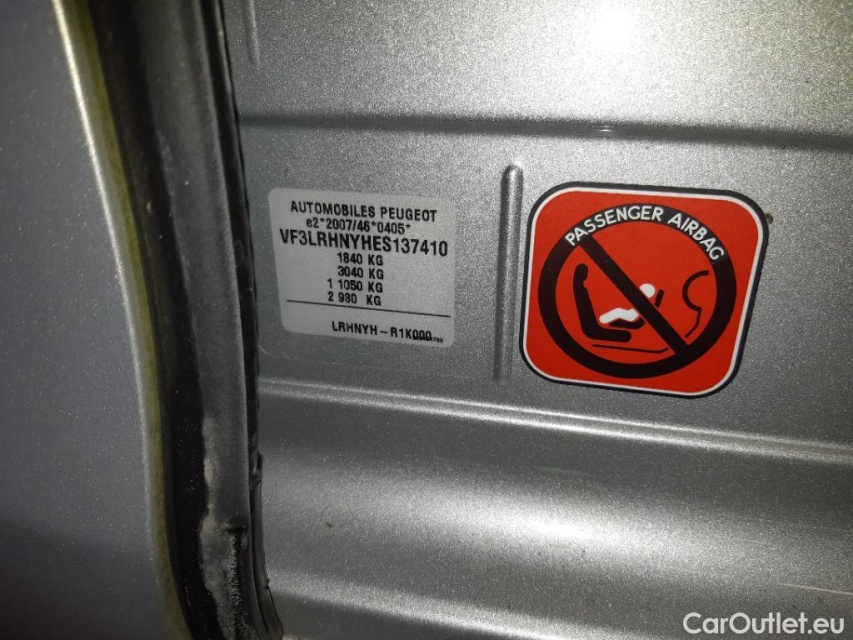 AUTOMOBILES PEUGEOT
e2*2007/46*0405*
VF3LRHNYHES137410
1840 KG
3040 KG
1 1050 KG
2 930 KG
LRHNYH-R1K000
PASSENGER AIRBAG
CarOutlet.eu